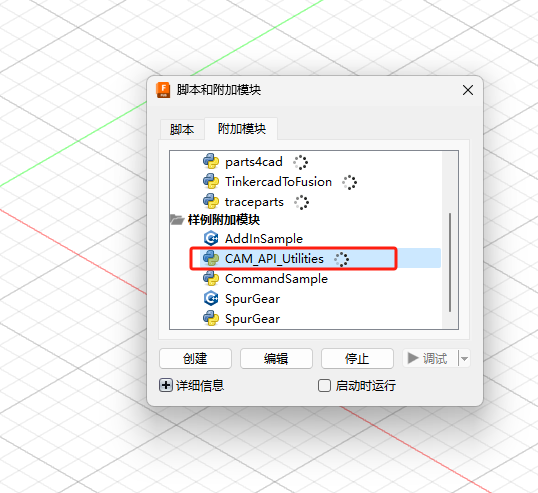 脚本和附加模块
脚本 附加模块
parts4cad
TinkercadToFusion
traceparts
样例附加模块
AddInSample
CAM_API_Utilities
CommandSample
SpurGear
SpurGear
创建 编辑 停止 调试
详细信息 启动时运行